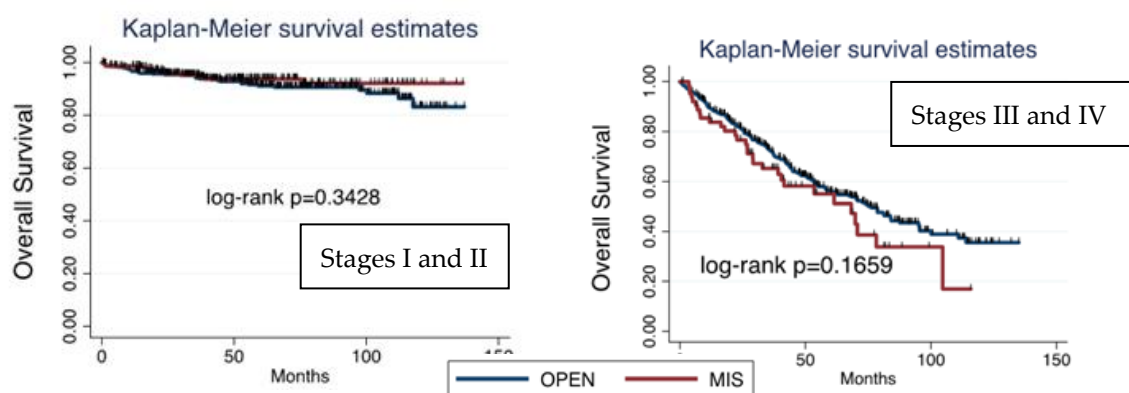 Kaplan-Meier survival estimates
Overall Survival
1.00
0.80
0.60
0.40
0.20
0.00
log-rank p=0.3428
Stages I and II
0
50
100
150
Months
Kaplan-Meier survival estimates
Overall Survival
1.00
0.80
0.60
0.40
0.20
0.00
Stages III and IV
log-rank p=0.1659
0
50
100
150
Months
OPEN
MIS